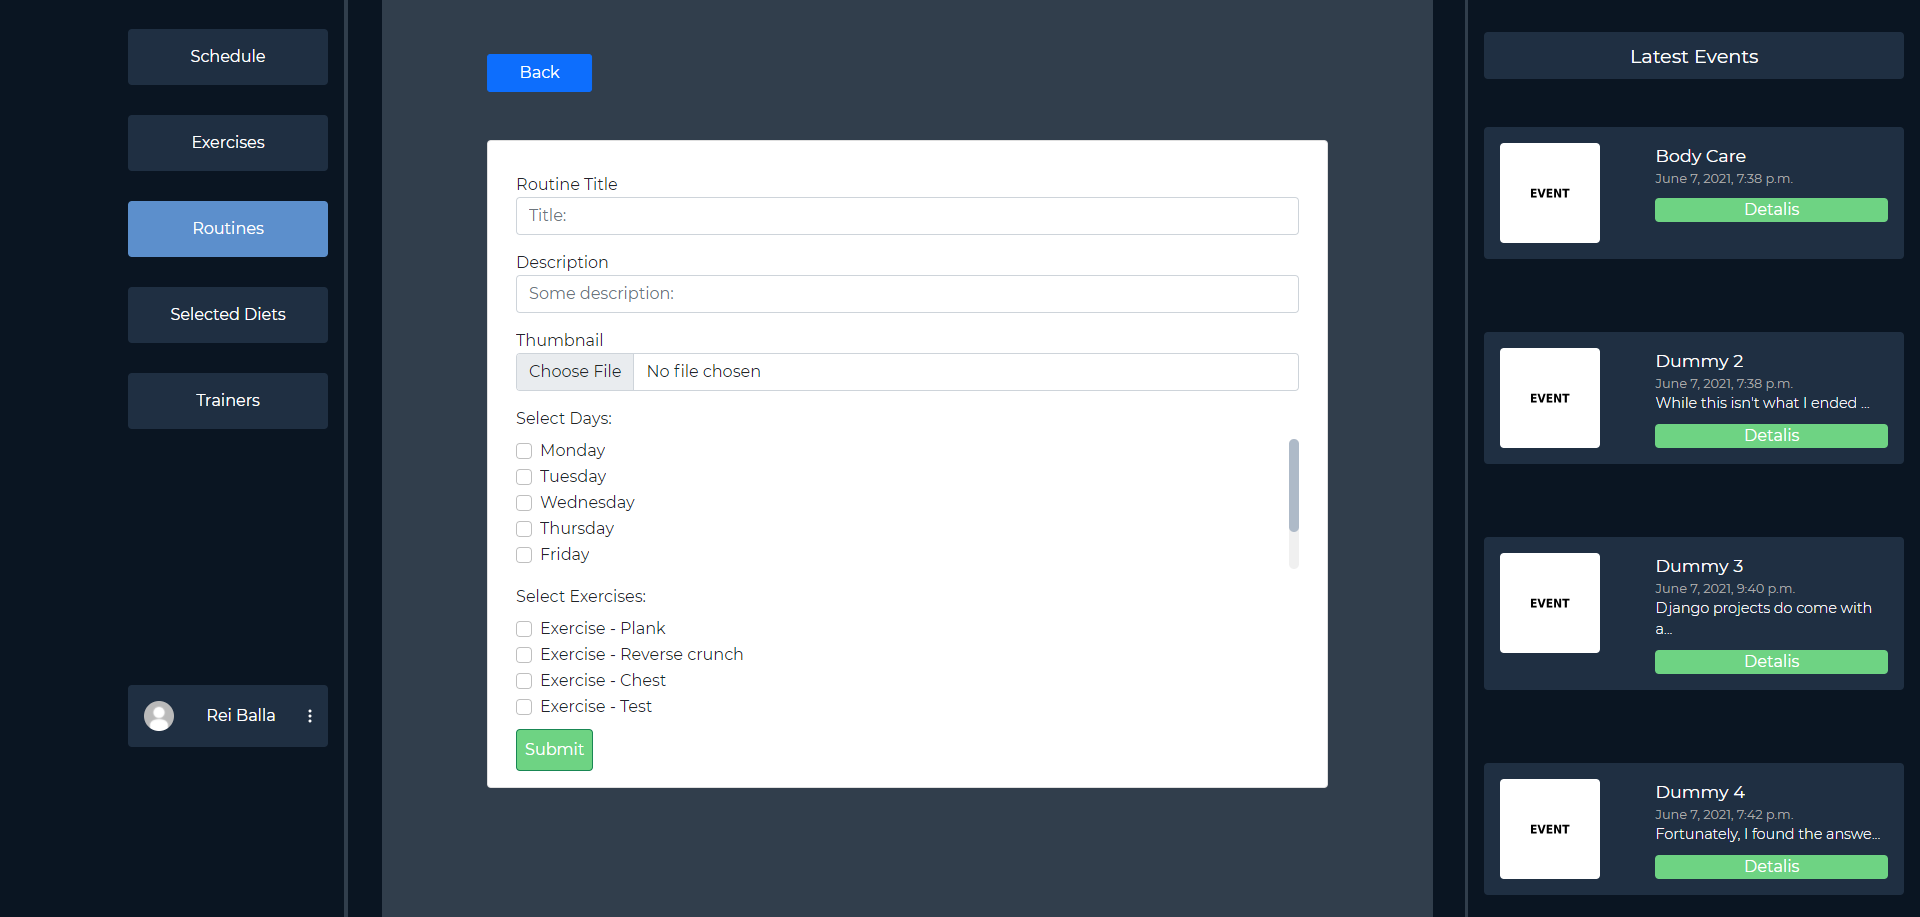 Schedule
Exercises
Routines
Selected Diets
Trainers
Rei Balla
Back
Routine Title
Title:
Description
Some description:
Thumbnail
Choose File No file chosen
Select Days:
Monday
Tuesday
Wednesday
Thursday
Friday
Select Exercises:
Exercise - Plank
Exercise - Reverse crunch
Exercise - Chest
Exercise - Test
Submit
Latest Events
EVENT
Body Care
June 7, 2021, 7:38 p.m.
Detalis
EVENT
Dummy 2
June 7, 2021, 7:38 p.m.
While this isn't what I ended ...
Detalis
EVENT
Dummy 3
June 7, 2021, 9:40 p.m.
Django projects do come with
a...
Detalis
EVENT
Dummy 4
June 7, 2021, 7:42 p.m.
Fortunately, I found the answe...
Detalis